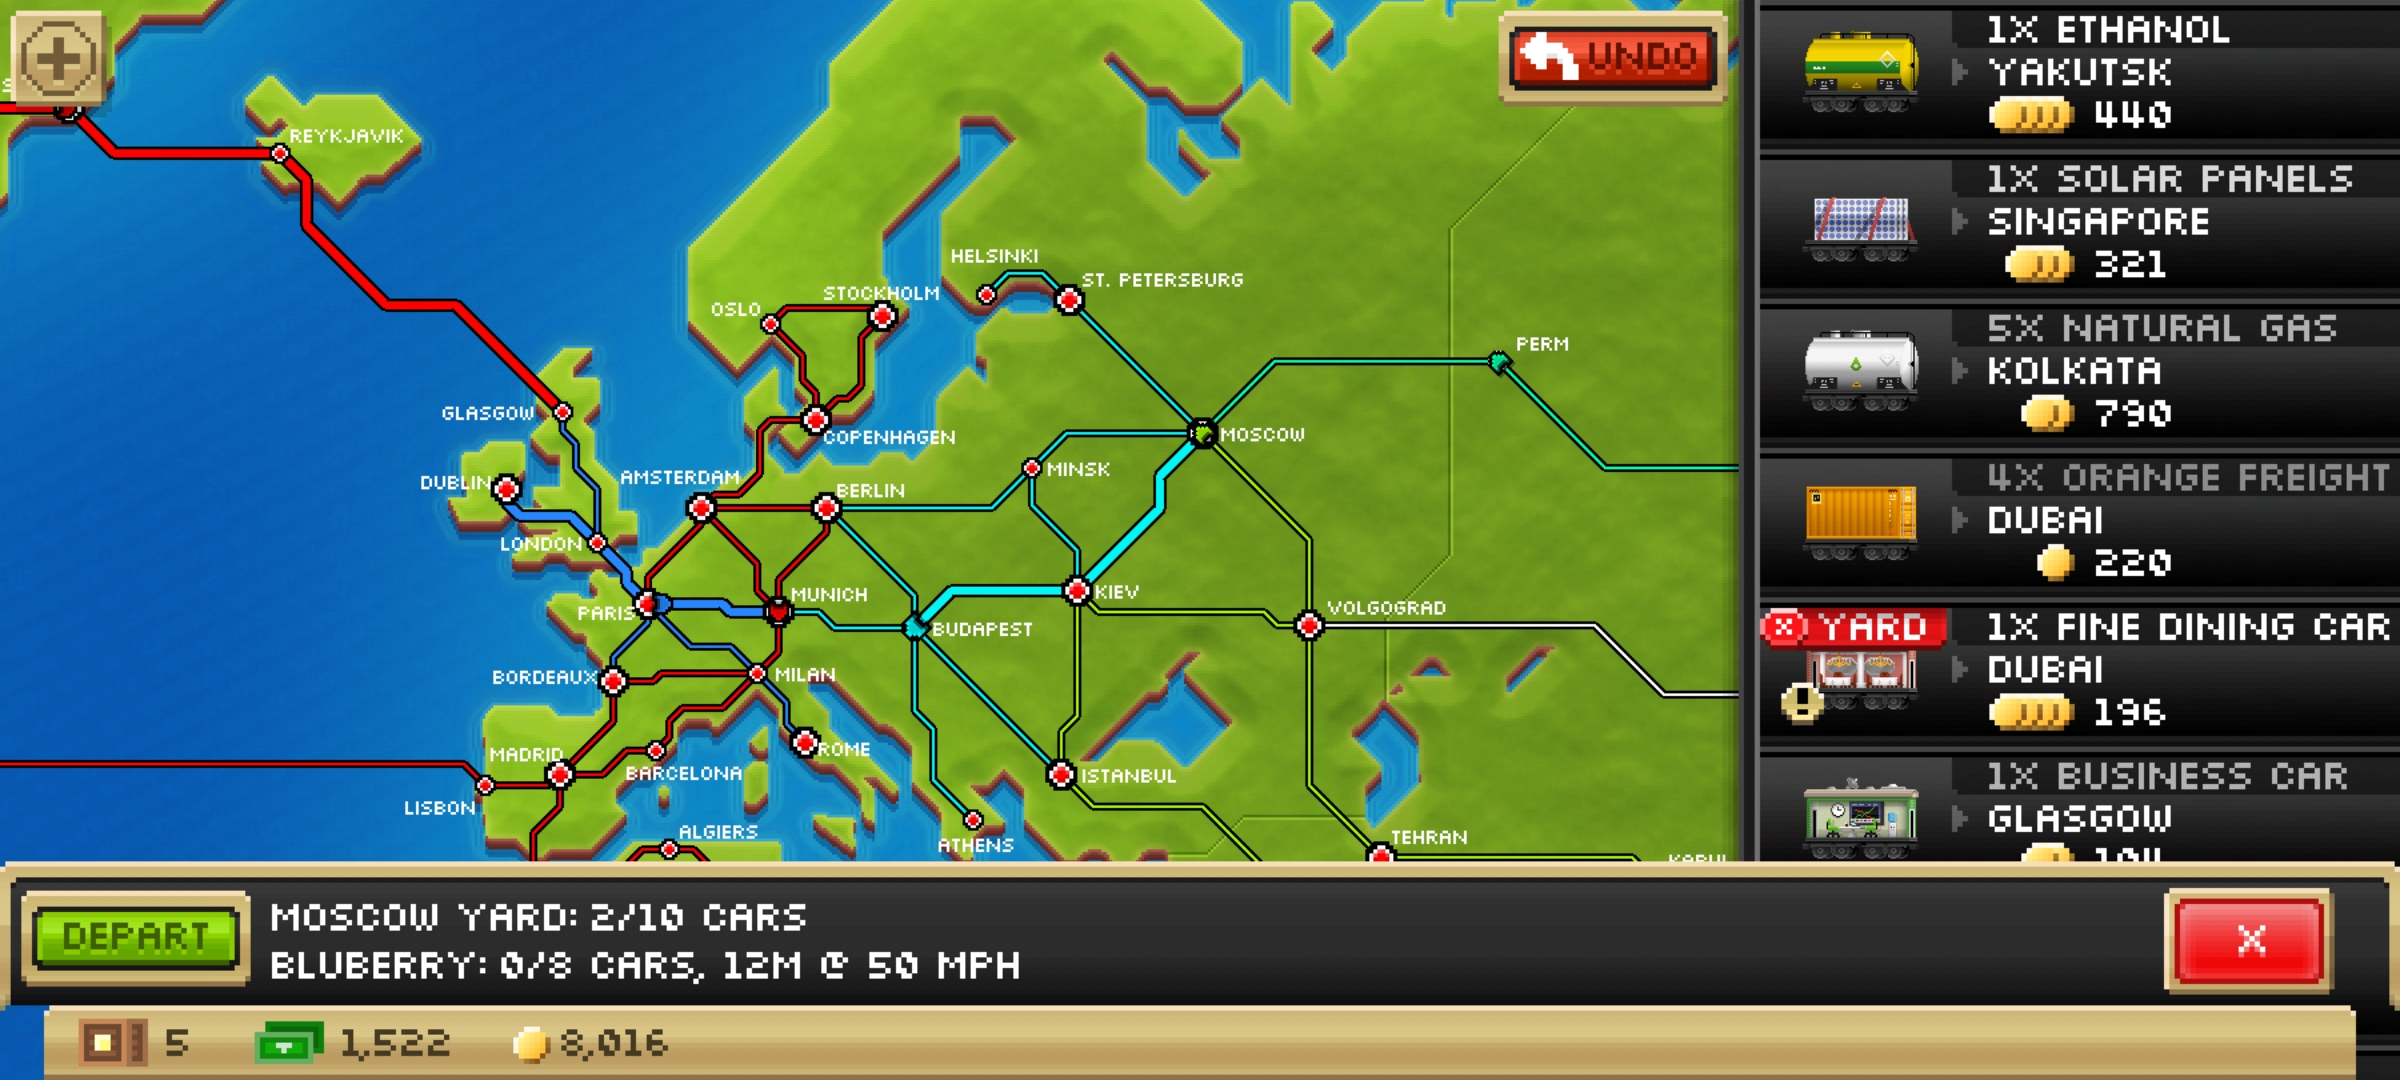 S
UNDO
REYKJAVIK
HELSINKI
ST. PETERSBURG
STOCKHOLM
OSLO
PERM
GLASGOW
COPENHAGEN
MOSCOW
DUBLIN
AMSTERDAM
BERLIN
MINSK
LONDON
PARIS
MUNICH
KIEV
VOLGOGRAD
BUDAPEST
BORDEAUX
MILAN
MADRID
ROME
BARCELONA
ISTANBUL
LISBON
ALGIERS
ATHENS
TEHRAN
KABUL
1X ETHANOL
YAKUTSK
440
1X SOLAR PANELS
SINGAPORE
321
5X NATURAL GAS
KOLKATA
790
4X ORANGE FREIGHT
DUBAI
220
X YARD
1X FINE DINING CAR
!
DUBAI
196
1X BUSINESS CAR
GLASGOW
104
DEPART
MOSCOW YARD: 2/10 CARS
BLUBERRY: 0/8 CARS, 12M @ 50 MPH
X
5
1,522
8,016